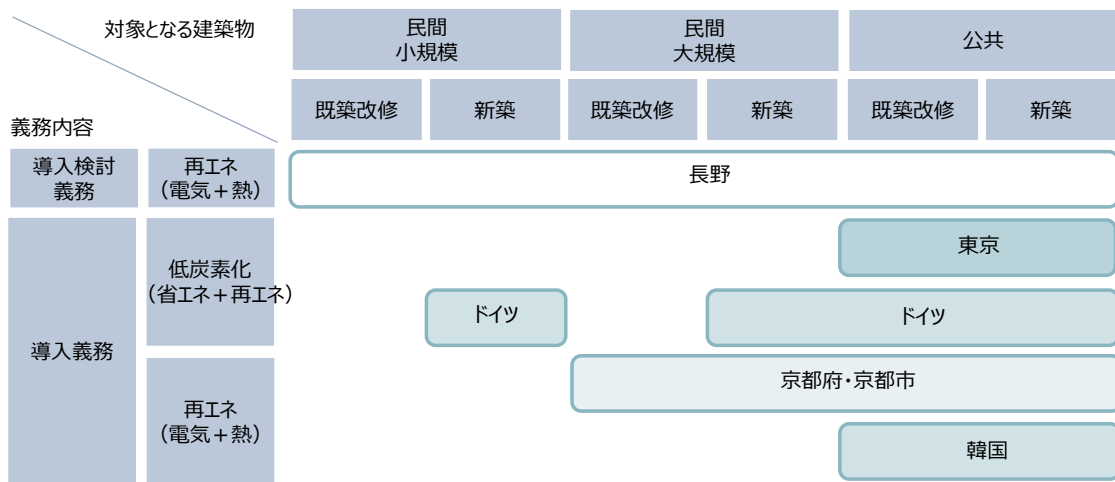 対象となる建築物
義務内容
民間
小規模
民間
大規模
公共
既築改修
新築
既築改修
新築
既築改修
新築
導入検討
義務
再エネ
(電気+熱)
長野
導入義務
低炭素化
(省エネ+再エネ)
東京
ドイツ
ドイツ
再エネ
(電気+熱)
京都府・京都市
韓国